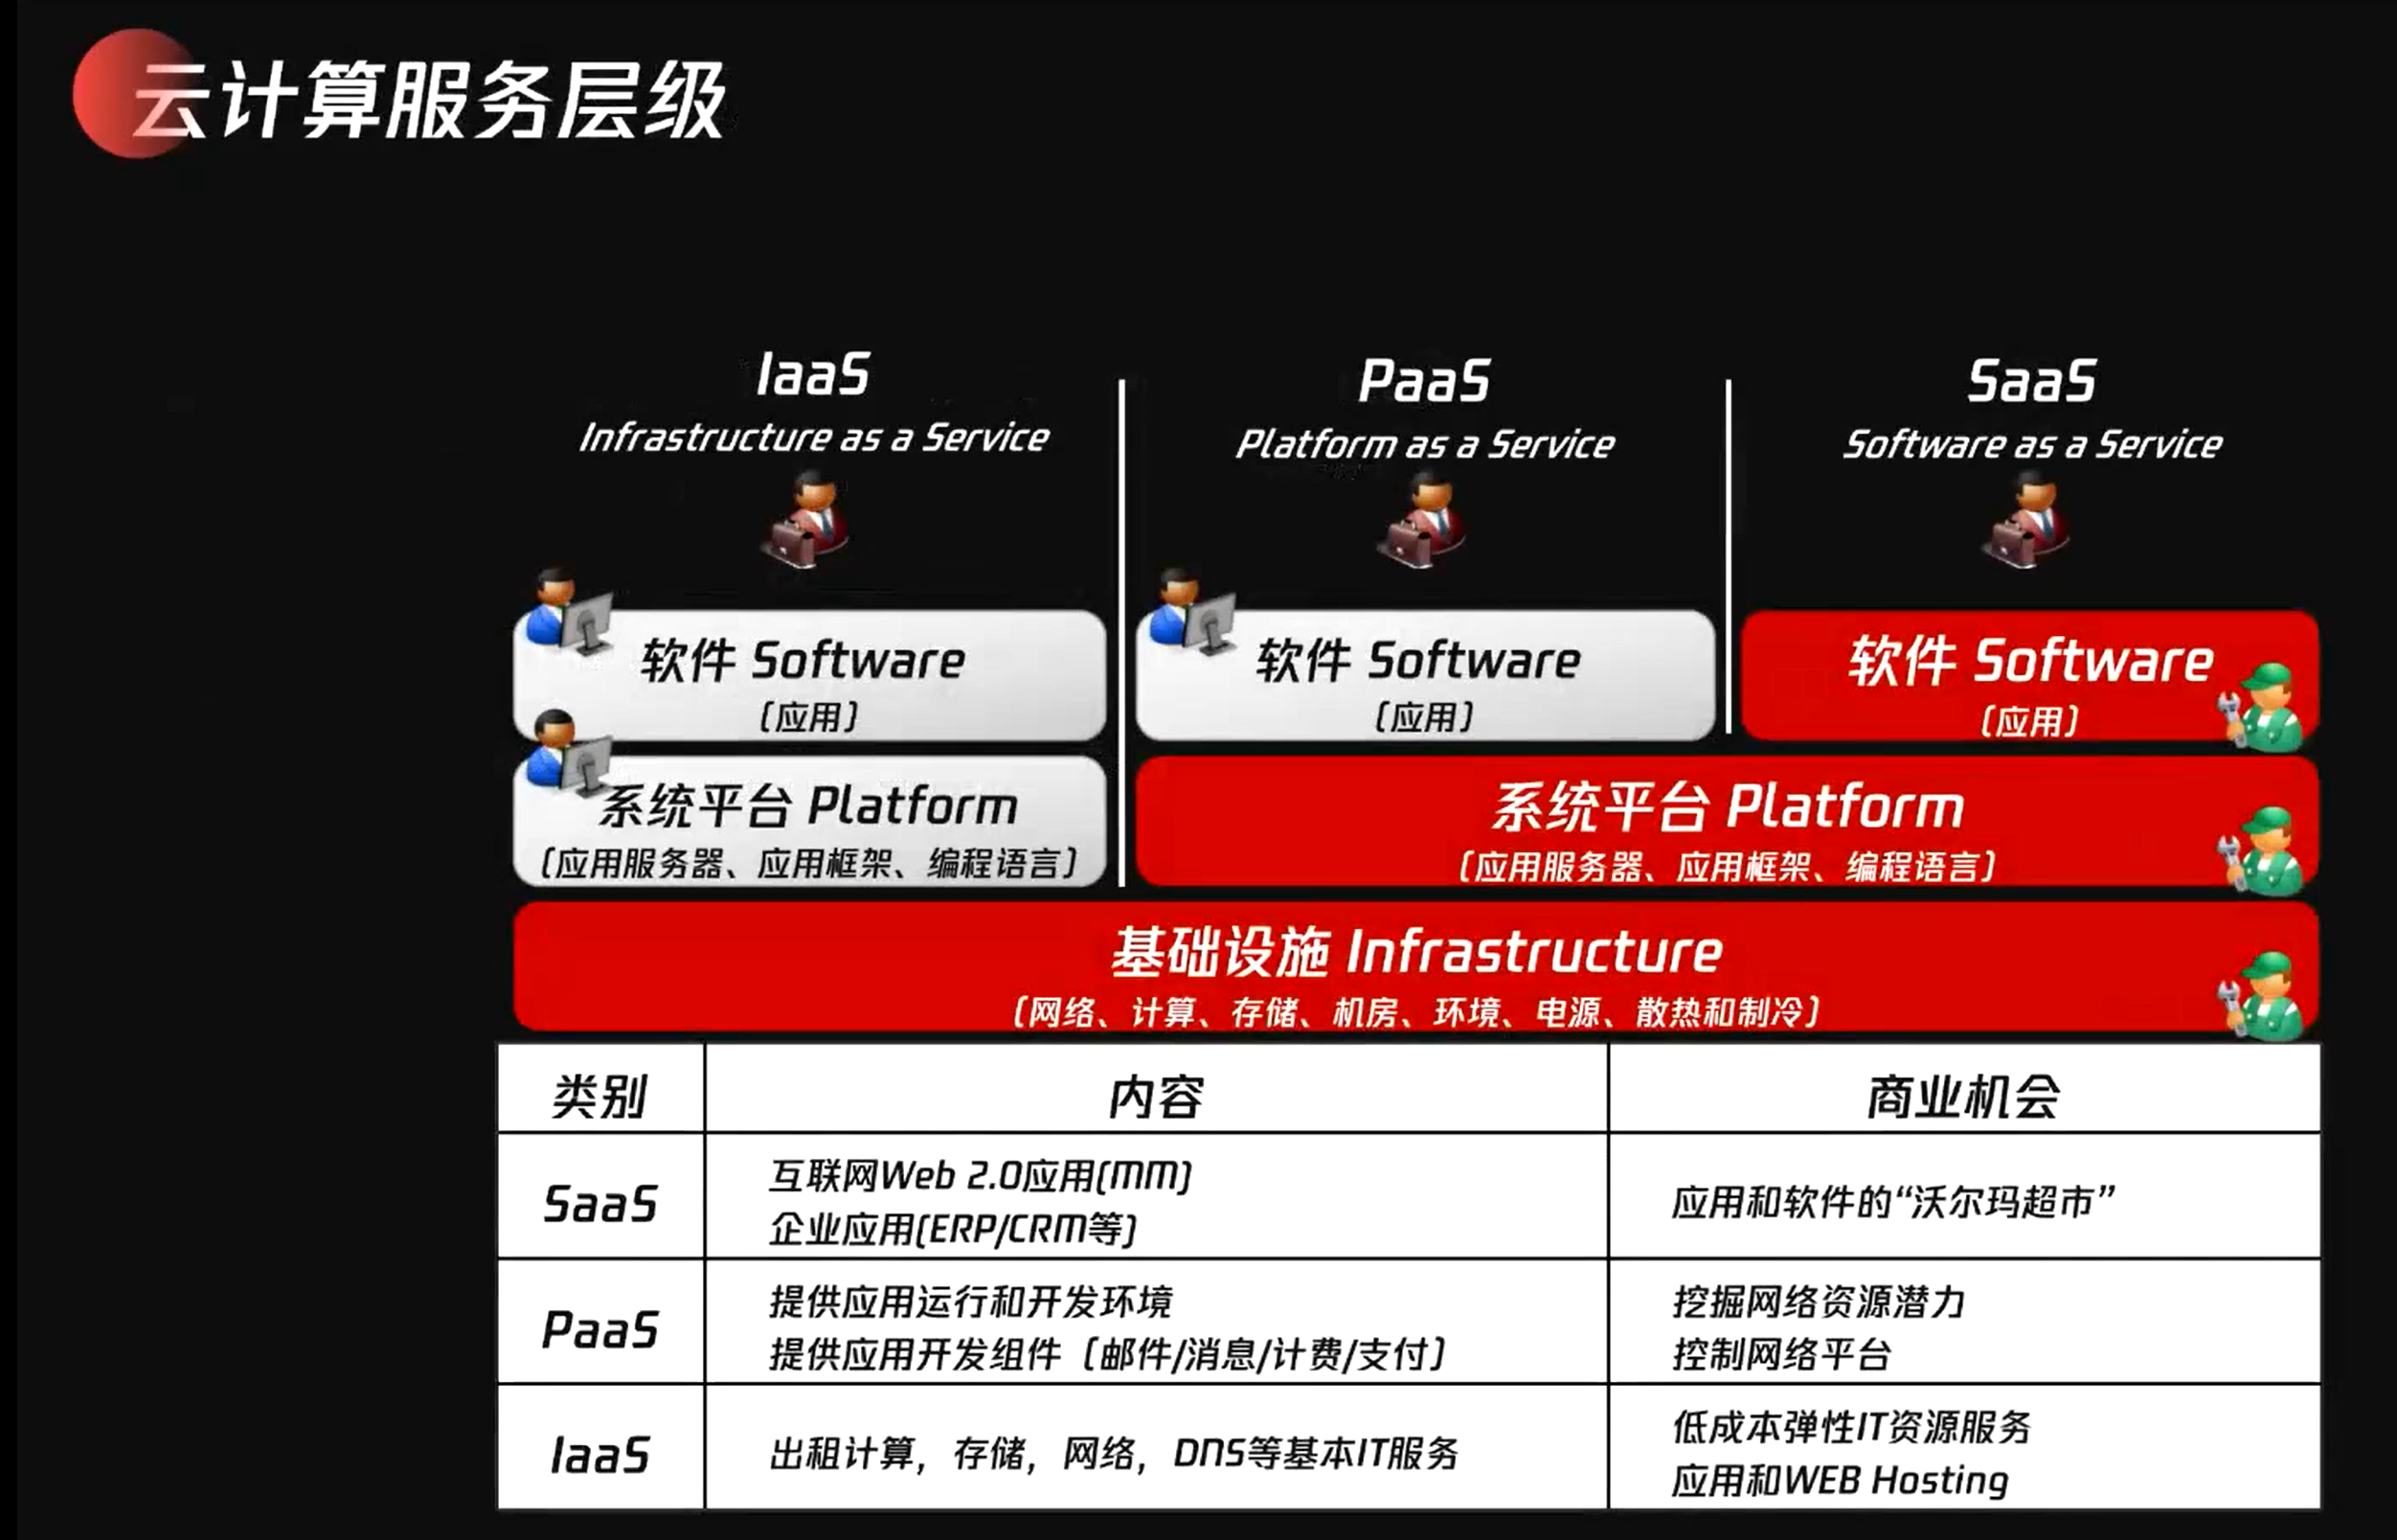 云计算服务层级
IaaS
Infrastructure as a Service
PaaS
Platform as a Service
SaaS
Software as a Service
软件 Software
(应用)
软件 Software
(应用)
软件 Software
(应用)
系统平台 Platform
(应用服务器、应用框架、编程语言)
系统平台 Platform
(应用服务器、应用框架、编程语言)
基础设施 Infrastructure
(网络、计算、存储、机房、环境、电源、散热和制冷)
类别
内容
商业机会
SaaS
互联网Web 2.0应用(MM)
企业应用(ERP/CRM等)
应用和软件的“沃尔玛超市”
PaaS
提供应用运行和开发环境
提供应用开发组件(邮件/消息/计费/支付)
挖掘网络资源潜力
控制网络平台
IaaS
出租计算，存储，网络，DNS等基本IT服务
低成本弹性IT资源服务
应用和WEB Hosting